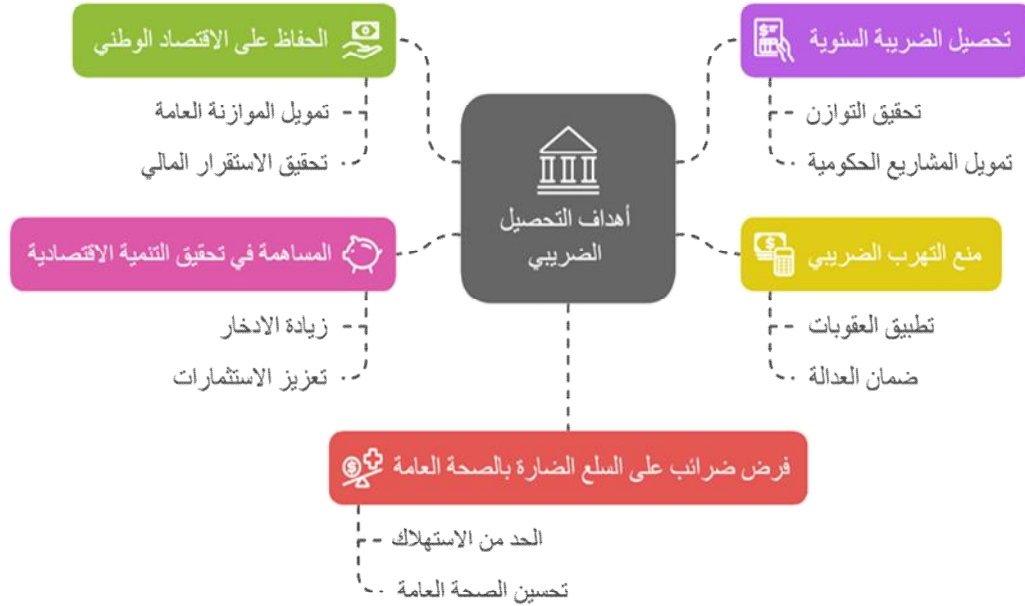 أهداف التحصيل
الضريبي
تحصيل الضريبة السنوية
تحقيق التوازن
تمويل المشاريع الحكومية
منع التهرب الضريبي
تطبيق العقوبات
ضمان العدالة
الحفاظ على الاقتصاد الوطني
تمويل الموازنة العامة
تحقيق الاستقرار المالي
المساهمة في تحقيق التنمية الاقتصادية
زيادة الادخار
تعزيز الاستثمارات
فرض ضرائب على السلع الضارة بالصحة العامة
الحد من الاستهلاك
تحسين الصحة العامة